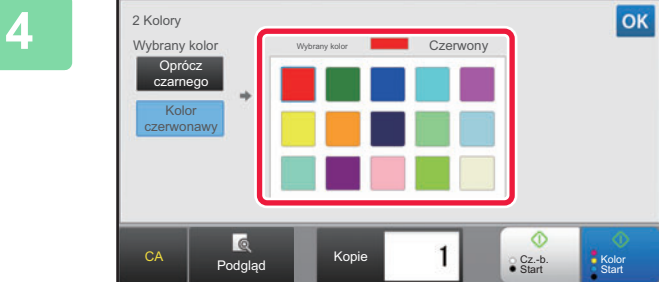 4
2 Kolory
OK
Wybrany kolor
Wybrany kolor
Czerwony
Oprócz
czarnego
Kolor
czerwonawy
CA
Podgląd
Kopie
1
Cz.-b.
Start
Kolor
Start